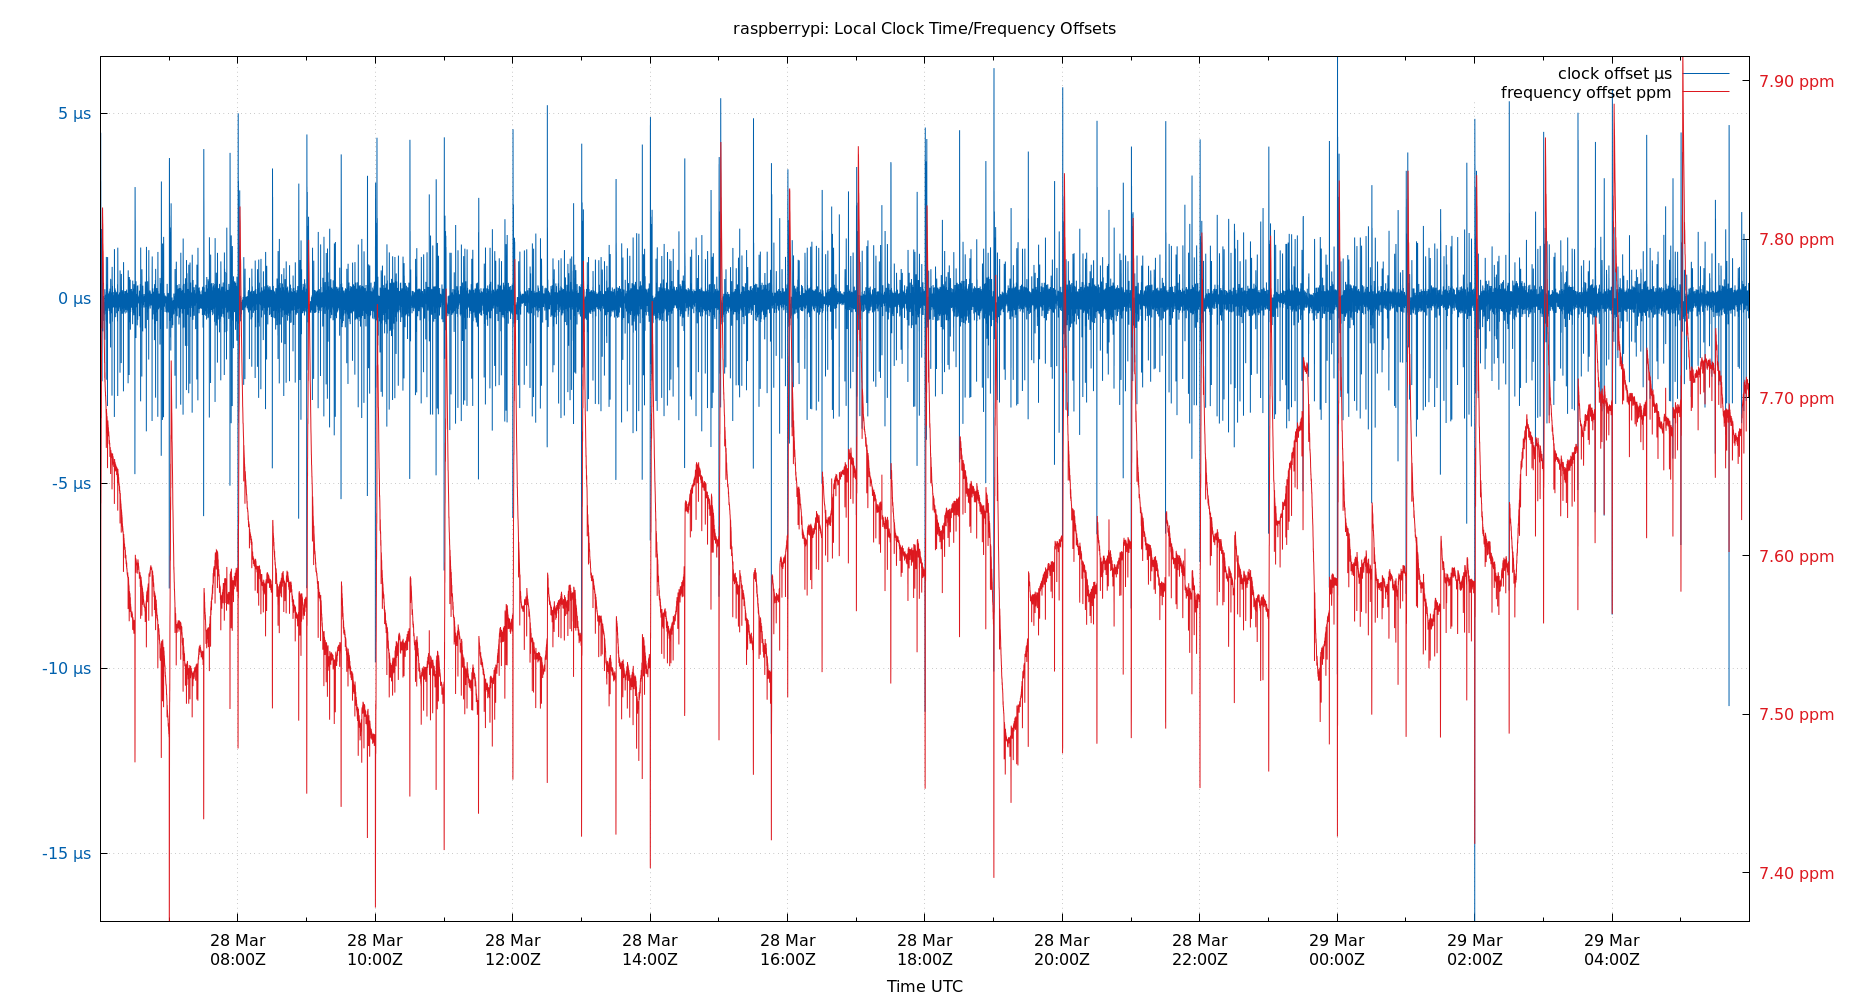 raspberrypi: Local Clock Time/Frequency Offsets
clock offset µs
frequency offset ppm
5 µs
0 µs
-5 µs
-10 µs
-15 µs
7.90 ppm
7.80 ppm
7.70 ppm
7.60 ppm
7.50 ppm
7.40 ppm
28 Mar 28 Mar 28 Mar 28 Mar 28 Mar 28 Mar 28 Mar 28 Mar 29 Mar 29 Mar 29 Mar
08:00Z 10:00Z 12:00Z 14:00Z 16:00Z 18:00Z 20:00Z 22:00Z 00:00Z 02:00Z 04:00Z
Time UTC